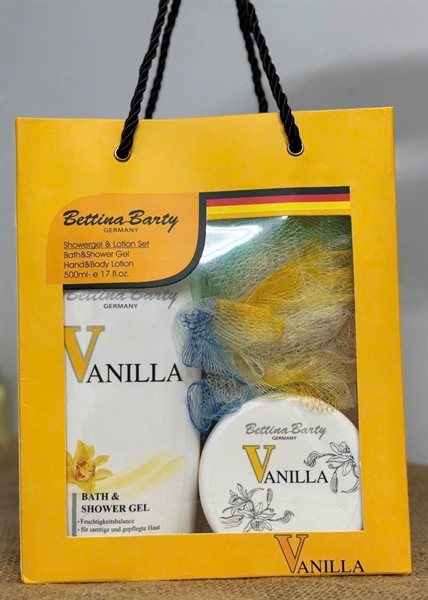 Bettina Barty
GERMANY
Showergel & Lotion Set
Bath&Shower Gel
Hand&Body Lotion
500ml- e 17 fl.oz.
Bettina Barty
GERMANY
VANILLA
BATH &
SHOWER GEL
• Feuchtigkeitsbalance
• für samtige und gepflegte Haut
Bettina Barty
GERMANY
VANILLA
VANILLA